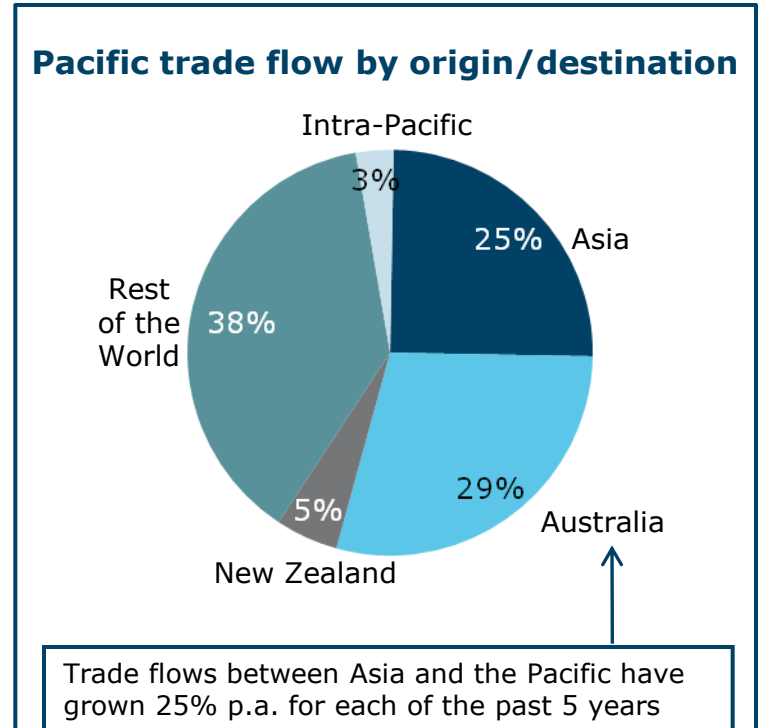 Pacific trade flow by origin/destination
Intra-Pacific
3%
25%
Asia
Rest
of the
World
38%
29%
Australia
5%
New Zealand
Trade flows between Asia and the Pacific have
grown 25% p.a. for each of the past 5 years